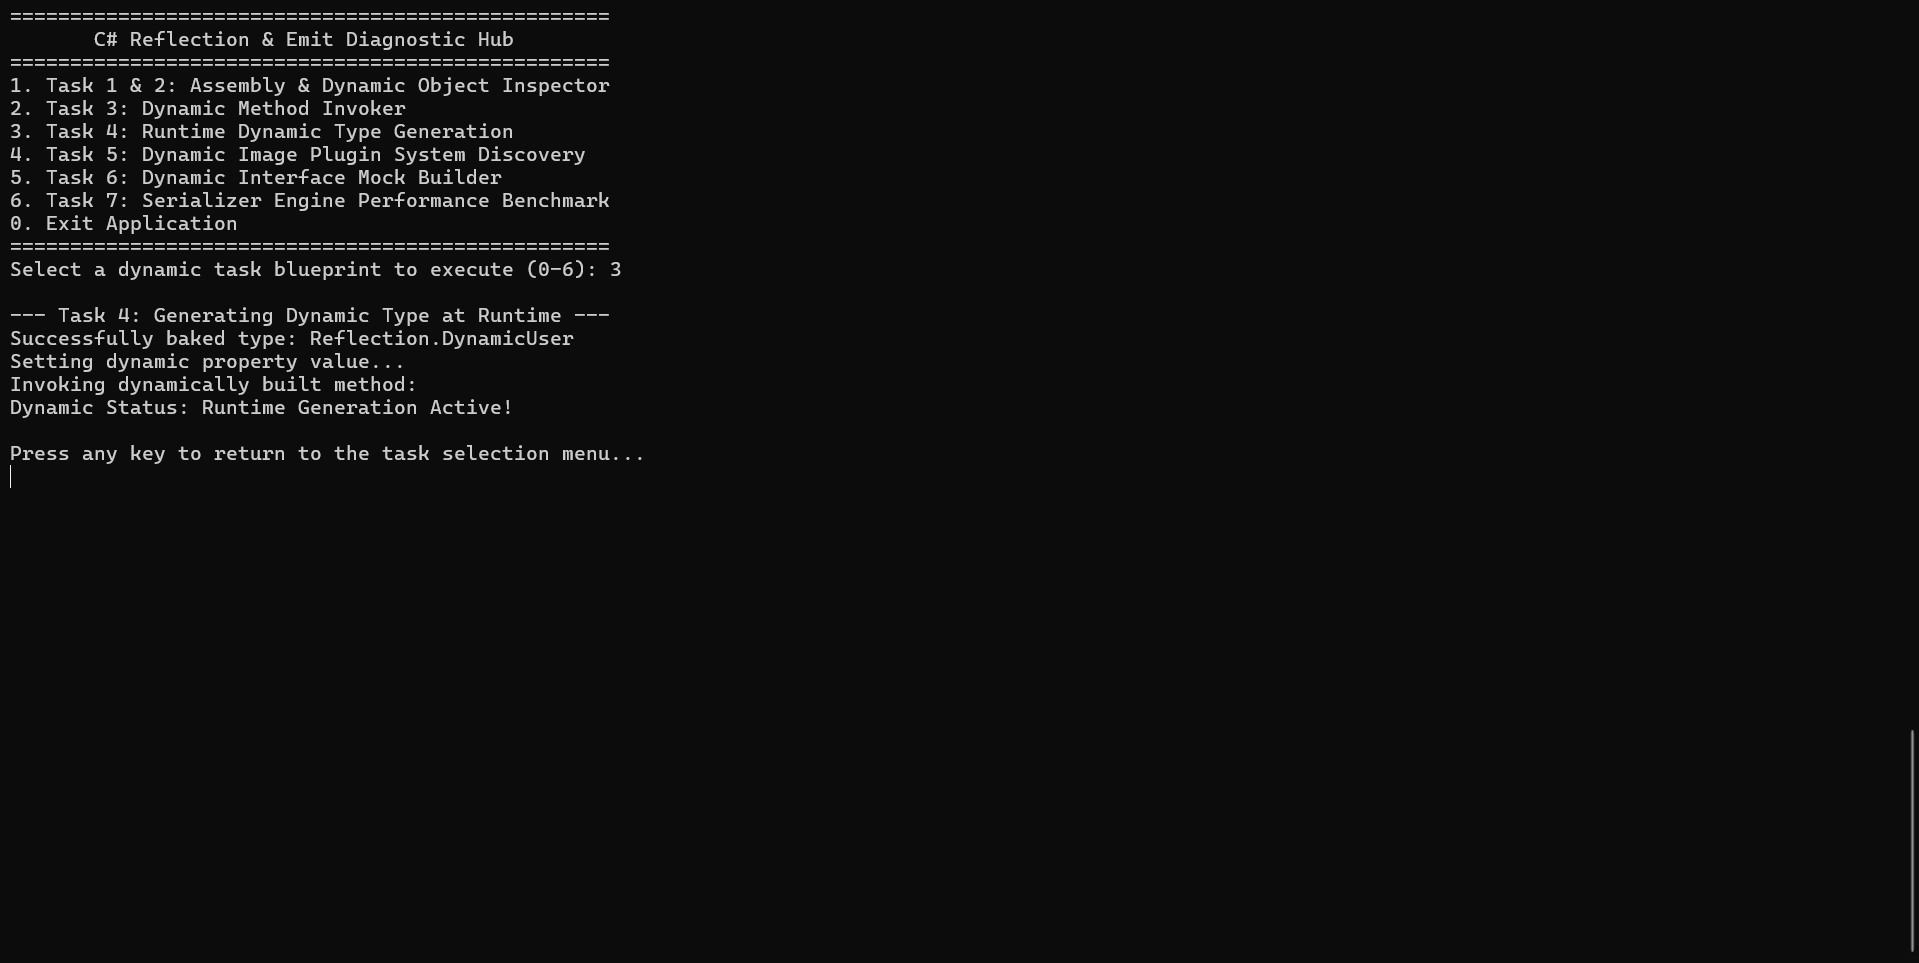 ==================================================
       C# Reflection & Emit Diagnostic Hub
==================================================
1. Task 1 & 2: Assembly & Dynamic Object Inspector
2. Task 3: Dynamic Method Invoker
3. Task 4: Runtime Dynamic Type Generation
4. Task 5: Dynamic Image Plugin System Discovery
5. Task 6: Dynamic Interface Mock Builder
6. Task 7: Serializer Engine Performance Benchmark
0. Exit Application
==================================================
Select a dynamic task blueprint to execute (0-6): 3

--- Task 4: Generating Dynamic Type at Runtime ---
Successfully baked type: Reflection.DynamicUser
Setting dynamic property value...
Invoking dynamically built method:
Dynamic Status: Runtime Generation Active!

Press any key to return to the task selection menu...